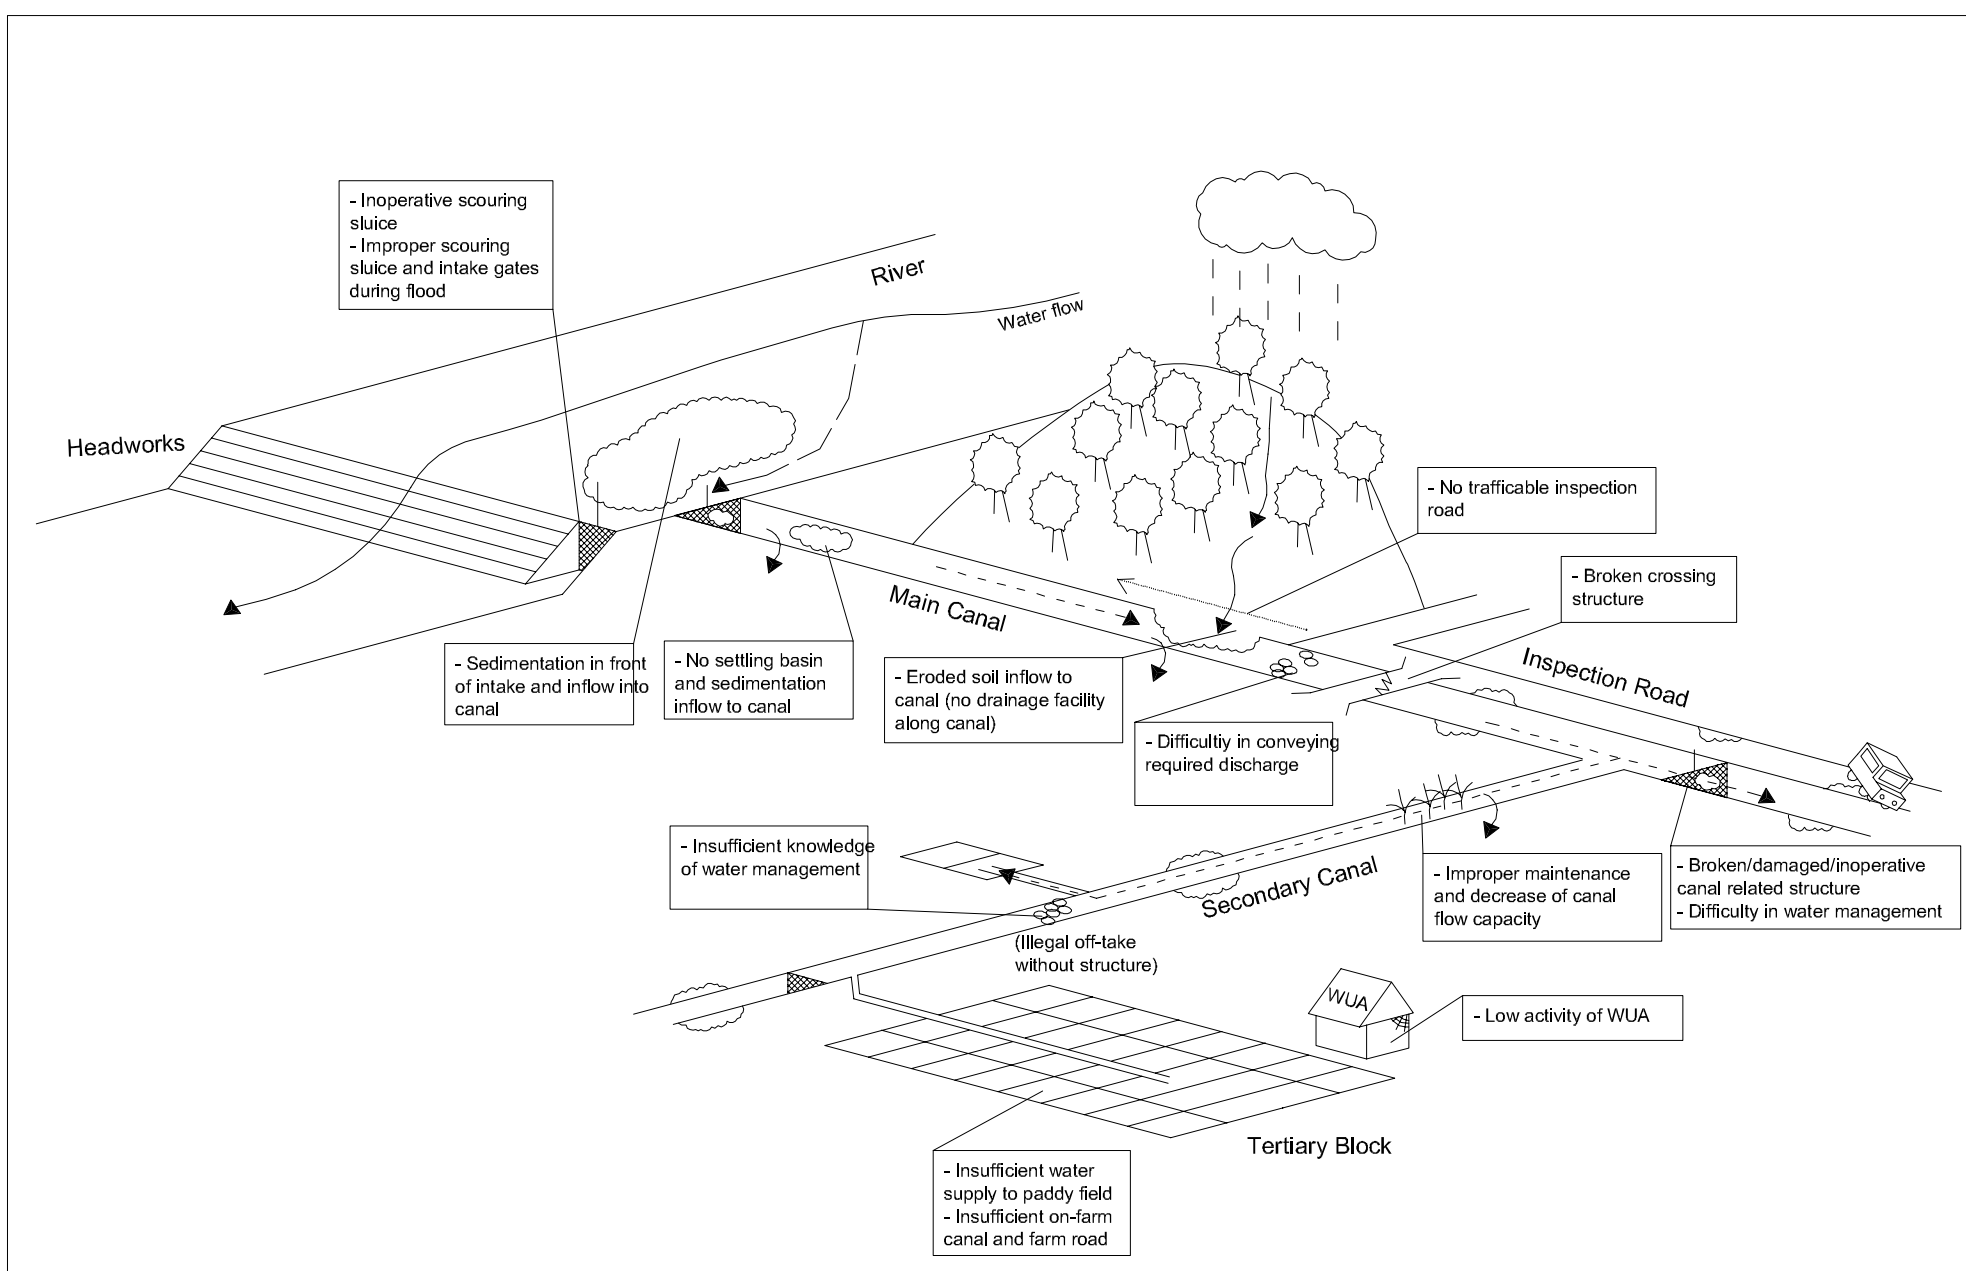 - Inoperative scouring
sluice
- Improper scouring
sluice and intake gates
during flood
River
Water flow
Headworks
- No trafficable inspection
road
- Broken crossing
structure
Main Canal
Inspection Road
- Sedimentation in front
of intake and inflow into
canal
- No settling basin
and sedimentation
inflow to canal
- Eroded soil inflow to
canal (no drainage facility
along canal)
- Difficultiy in conveying
required discharge
- Insufficient knowledge
of water management
Secondary Canal
- Improper maintenance
and decrease of canal
flow capacity
- Broken/damaged/inoperative
canal related structure
- Difficulty in water management
(Illegal off-take
without structure)
WUA
- Low activity of WUA
Tertiary Block
- Insufficient water
supply to paddy field
- Insufficient on-farm
canal and farm road